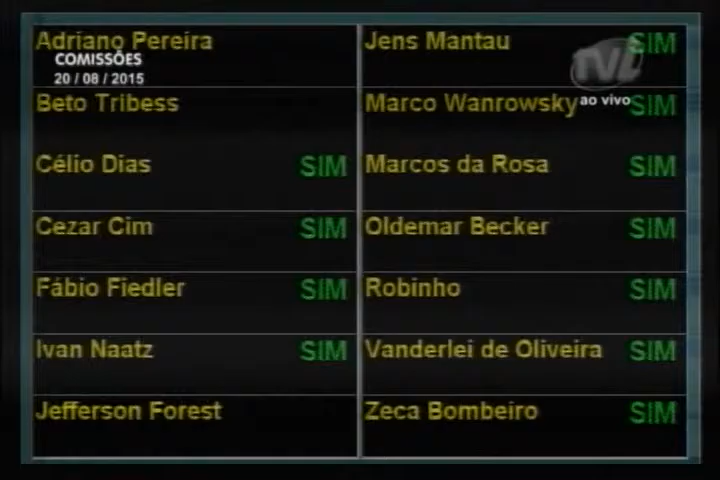 Adriano Pereira
COMISSÕES
20 / 08 / 2015
Beto Tribess
Célio Dias SIM
Cezar Cim SIM
Fábio Fiedler SIM
Ivan Naatz SIM
Jefferson Forest
Jens Mantau SIM
TVL
ao vivo
Marco Wanrowsky SIM
Marcos da Rosa SIM
Oldemar Becker SIM
Robinho SIM
Vanderlei de Oliveira SIM
Zeca Bombeiro SIM